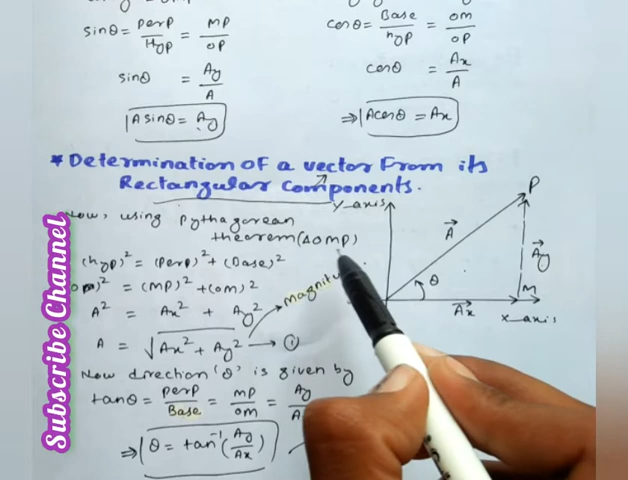 sinθ = perp/Hyp = MP/OP
cosθ = Base/hyp = OM/OP
sinθ = Ay/A
cosθ = Ax/A
A sinθ = Ay
⇒ A cosθ = Ax
* Determination of a vector From its
Rectangular Components.
Now, using Pythagorean
theorem (ΔOMP)
(hyp)² = (perp)² + (Base)²
= (MP)² + (OM)²
A² = Ax² + Ay²
A = √Ax² + Ay² → ①
Now direction 'θ' is given by
tanθ = perp/Base = MP/OM = Ay/
⇒ θ = tan⁻¹(Ay/Ax)
y-axis
P
A
θ
Ay
M
Ax
x-axis
Subscribe Channel